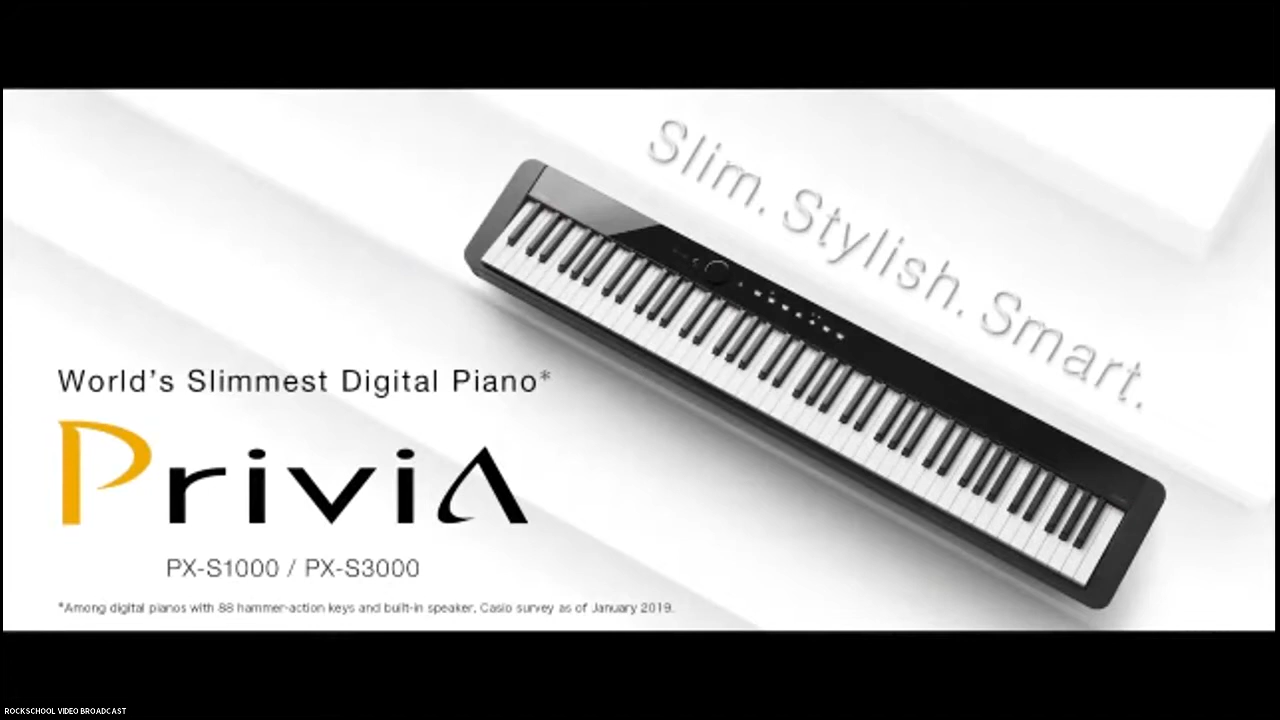 Slim. Stylish. Smart.
World's Slimmest Digital Piano*
Privia
PX-S1000 / PX-S3000
*Among digital pianos with 88 hammer-action keys and built-in speaker. Casio survey as of January 2019.
ROCKSCHOOL VIDEO BROADCAST